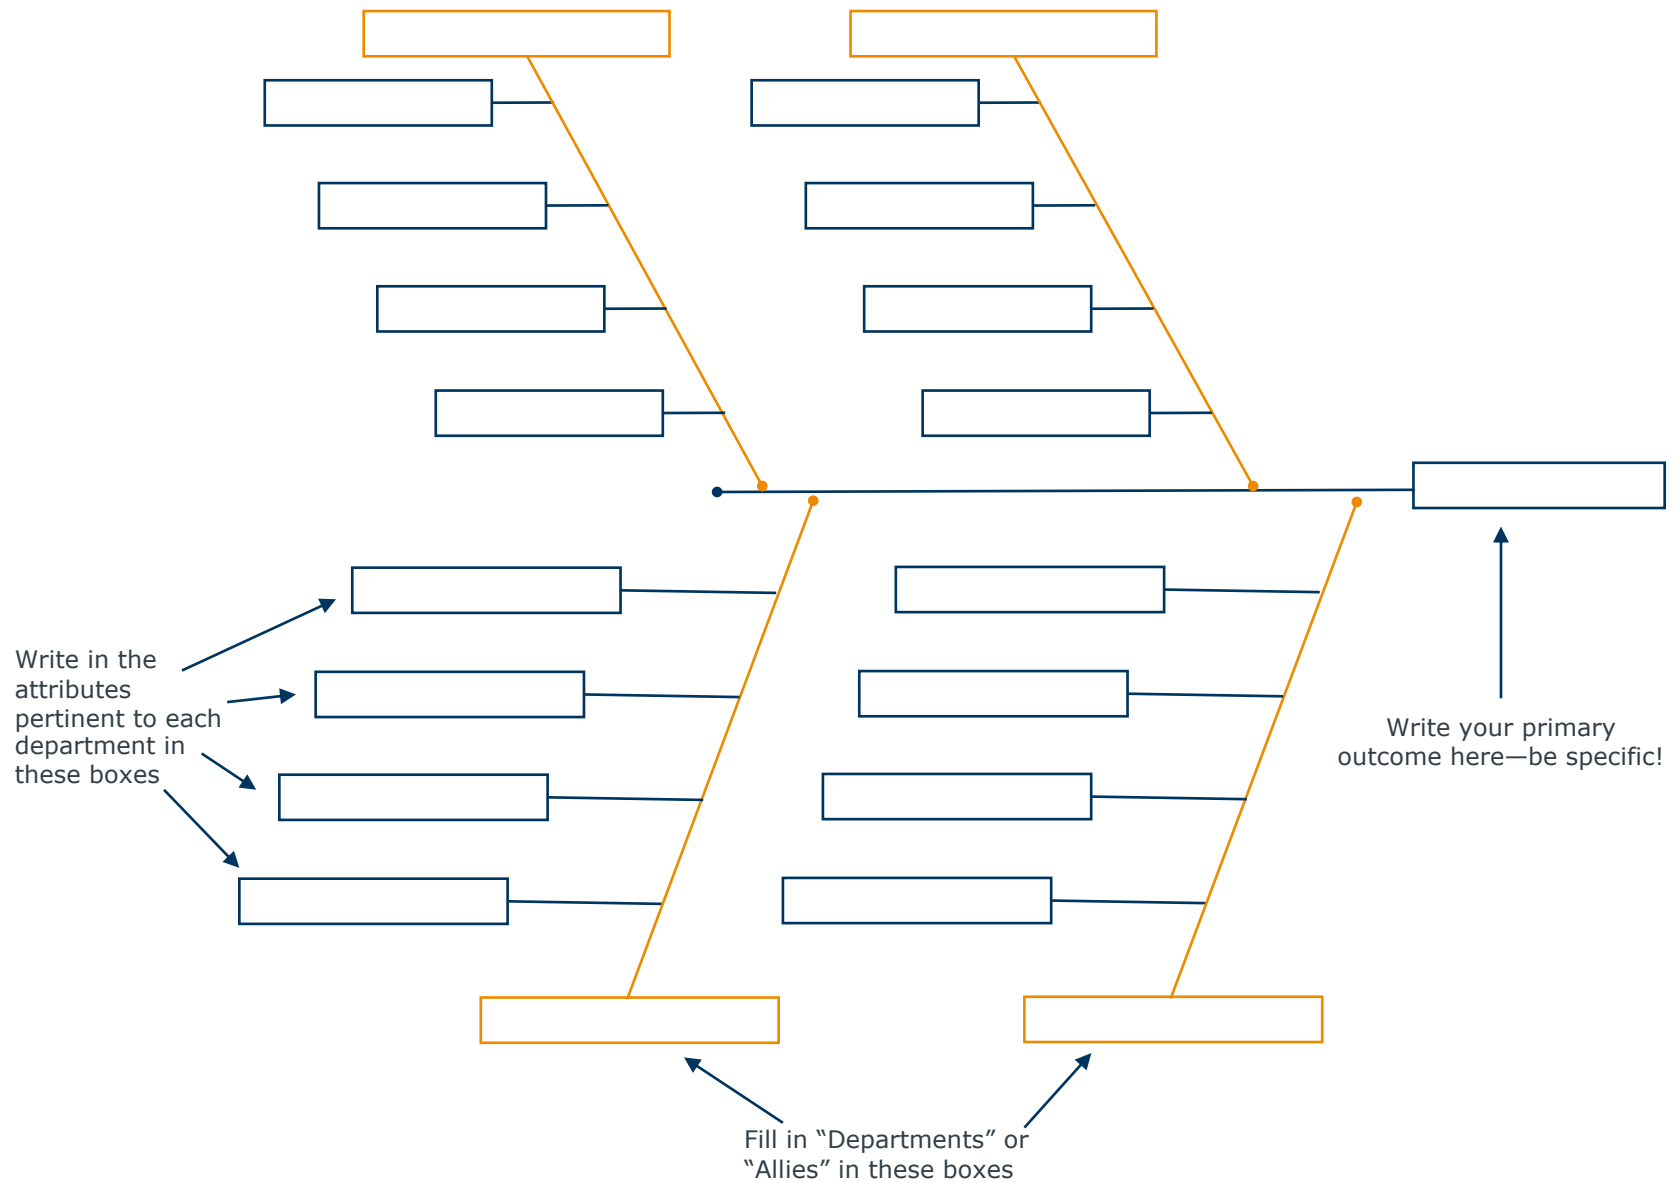 Write in the
attributes
pertinent to each
department in
these boxes
Write your primary
outcome here—be specific!
Fill in “Departments” or
“Allies” in these boxes